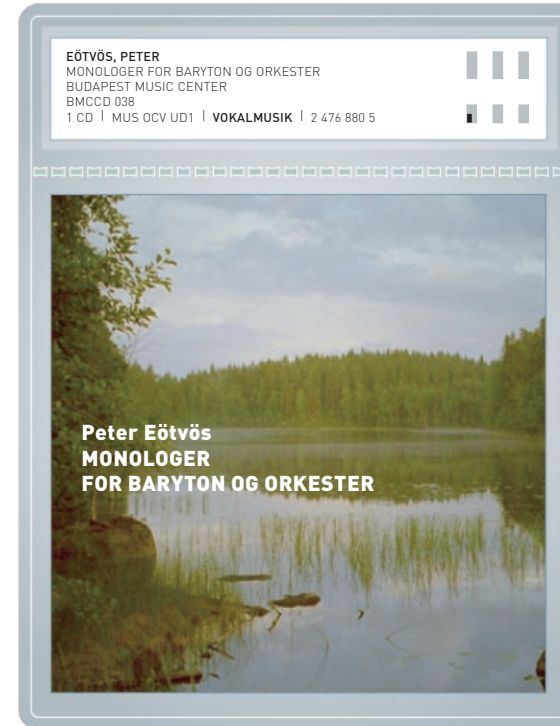 EÖTVÖS, PETER
MONOLOGER FOR BARYTON OG ORKESTER
BUDAPEST MUSIC CENTER
BMCCD 038
1 CD | MUS OCV UD1 | VOKALMUSIK | 2 476 880 5
Peter Eötvös
MONOLOGER
FOR BARYTON OG ORKESTER